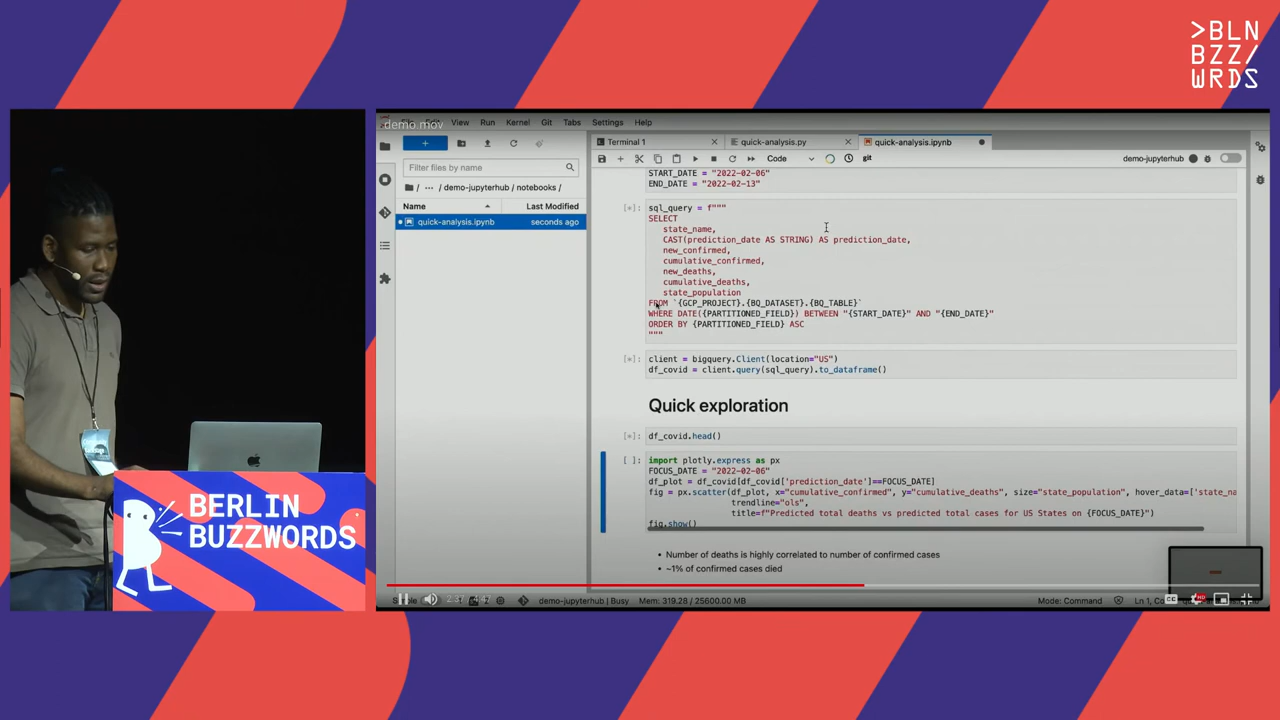 >BLN
BZZ/
WRDS
demo.mov
View Run Kernel Git Tabs Settings Help
Filter files by name
/ ··· / demo-jupyterhub / notebooks /
Name Last Modified
quick-analysis.ipynb seconds ago
Terminal 1 quick-analysis.py quick-analysis.ipynb
Code git demo-jupyterhub
START_DATE = "2022-02-06"
END_DATE = "2022-02-13"
[*]: sql_query = f"""
SELECT
state_name,
CAST(prediction_date AS STRING) AS prediction_date,
new_confirmed,
cumulative_confirmed,
new_deaths,
cumulative_deaths,
state_population
FROM `{GCP_PROJECT}.{BQ_DATASET}.{BQ_TABLE}`
WHERE DATE({PARTITIONED_FIELD}) BETWEEN "{START_DATE}" AND "{END_DATE}"
ORDER BY {PARTITIONED_FIELD} ASC
"""
[*]: client = bigquery.Client(location="US")
df_covid = client.query(sql_query).to_dataframe()
Quick exploration
[*]: df_covid.head()
[ ]: import plotly.express as px
FOCUS_DATE = "2022-02-06"
df_plot = df_covid[df_covid['prediction_date']==FOCUS_DATE]
fig = px.scatter(df_plot, x="cumulative_confirmed", y="cumulative_deaths", size="state_population", hover_data=['state_na
trendline="ols",
title=f"Predicted total deaths vs predicted total cases for US States on {FOCUS_DATE}")
fig.show()
• Number of deaths is highly correlated to number of confirmed cases
• ~1% of confirmed cases died
demo-jupyterhub | Busy Mem: 319.28 / 25600.00 MB Mode: Command
BERLIN
BUZZWORDS